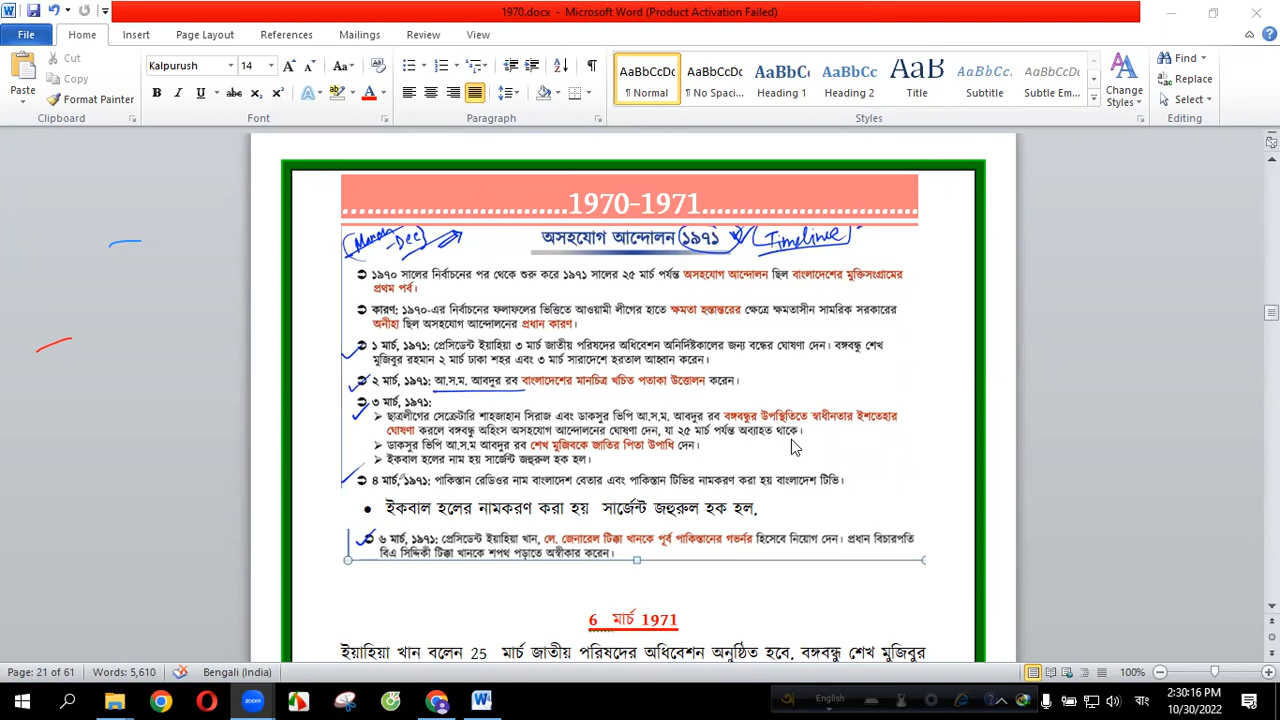 1970.docx - Microsoft Word (Product Activation Failed)
File Home Insert Page Layout References Mailings Review View
Cut
Copy
Format Painter
Paste
Clipboard
Kalpurush 14
Font
Paragraph
AaBbCcDc AaBbCcDc AaBbCc AaBbCc AaB AaBbCc AaBbCcDc
¶ Normal ¶ No Spaci... Heading 1 Heading 2 Title Subtitle Subtle Em...
Change Styles
Styles
Find
Replace
Select
Editing
1970-1971
March-Dec
অসহযোগ আন্দোলন ১৯৭১
Timeline
১৯৭০ সালের নির্বাচনের পর থেকে শুরু করে ১৯৭১ সালের ২৫ মার্চ পর্যন্ত অসহযোগ আন্দোলন ছিল বাংলাদেশের মুক্তিসংগ্রামের
প্রথম পর্ব।
কারণ: ১৯৭০-এর নির্বাচনের ফলাফলের ভিত্তিতে আওয়ামী লীগের হাতে ক্ষমতা হস্তান্তরের ক্ষেত্রে ক্ষমতাসীন সামরিক সরকারের
অনীহা ছিল অসহযোগ আন্দোলনের প্রধান কারণ।
১ মার্চ, ১৯৭১: প্রেসিডেন্ট ইয়াহিয়া ৩ মার্চ জাতীয় পরিষদের অধিবেশন অনির্দিষ্টকালের জন্য বন্ধের ঘোষণা দেন। বঙ্গবন্ধু শেখ
মুজিবুর রহমান ২ মার্চ ঢাকা শহর এবং ৩ মার্চ সারাদেশে হরতাল আহ্বান করেন।
২ মার্চ, ১৯৭১: আ.স.ম. আবদুর রব বাংলাদেশের মানচিত্র খচিত পতাকা উত্তোলন করেন।
৩ মার্চ, ১৯৭১:
ছাত্রলীগের সেক্রেটারি শাহজাহান সিরাজ এবং ডাকসুর ভিপি আ.স.ম. আবদুর রব বঙ্গবন্ধুর উপস্থিতিতে স্বাধীনতার ইশতেহার
ঘোষণা করলে বঙ্গবন্ধু অহিংস অসহযোগ আন্দোলনের ঘোষণা দেন, যা ২৫ মার্চ পর্যন্ত অব্যাহত থাকে।
ডাকসুর ভিপি আ.স.ম আবদুর রব শেখ মুজিবকে জাতির পিতা উপাধি দেন।
ইকবাল হলের নাম হয় সার্জেন্ট জহুরুল হক হল।
৪ মার্চ, ১৯৭১: পাকিস্তান রেডিওর নাম বাংলাদেশ বেতার এবং পাকিস্তান টিভির নামকরণ করা হয় বাংলাদেশ টিভি।
• ইকবাল হলের নামকরণ করা হয় সার্জেন্ট জহুরুল হক হল,
৬ মার্চ, ১৯৭১: প্রেসিডেন্ট ইয়াহিয়া খান, লে. জেনারেল টিক্কা খানকে পূর্ব পাকিস্তানের গভর্নর হিসেবে নিয়োগ দেন। প্রধান বিচারপতি
বিএ সিদ্দিকী টিক্কা খানকে শপথ পড়াতে অস্বীকার করেন।
6 মার্চ 1971
ইয়াহিয়া খান বলেন 25 মার্চ জাতীয় পরিষদের অধিবেশন অনুষ্ঠিত হবে, বঙ্গবন্ধু শেখ মুজিবুর
Page: 21 of 61 Words: 5,610 Bengali (India) 100%
zoom English বাং 2:30:16 PM
10/30/2022